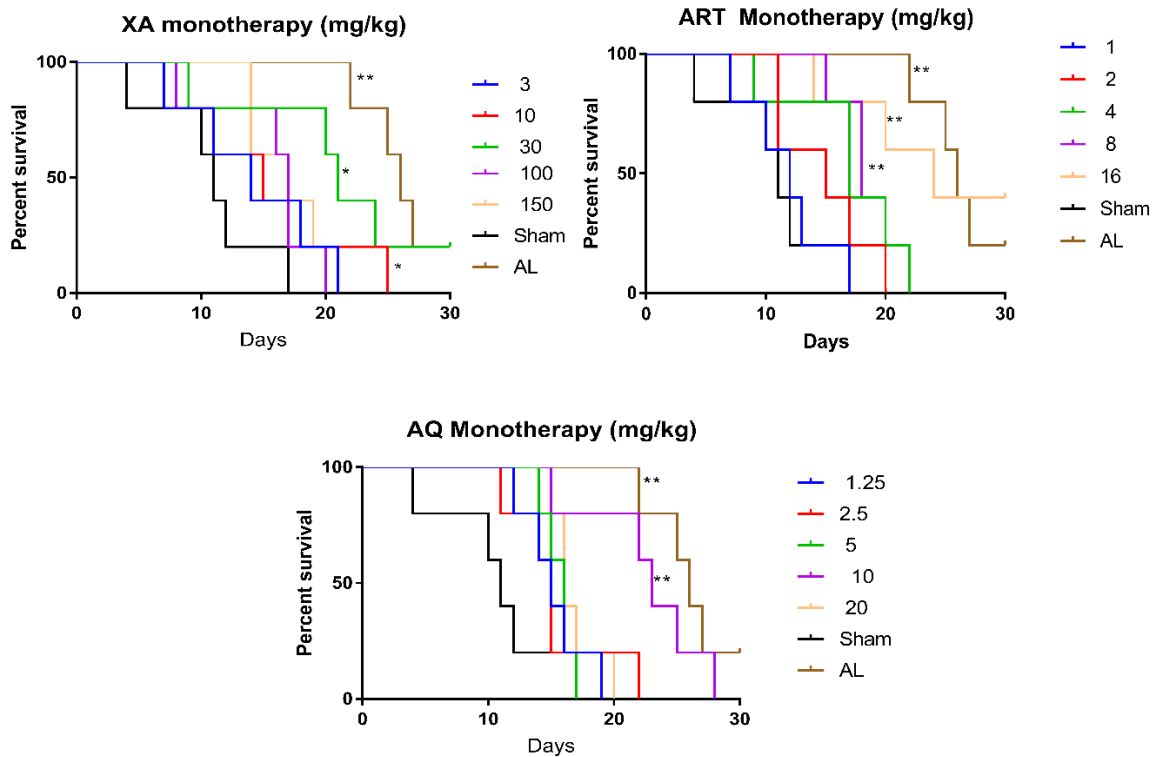 XA monotherapy (mg/kg)
Percent survival
100
50
0
**
*
*
0
10
20
30
Days
3
10
30
100
150
Sham
AL
ART Monotherapy (mg/kg)
Percent survival
100
50
0
**
**
**
0
10
20
30
Days
1
2
4
8
16
Sham
AL
AQ Monotherapy (mg/kg)
Percent survival
100
50
0
**
**
0
10
20
30
Days
1.25
2.5
5
10
20
Sham
AL